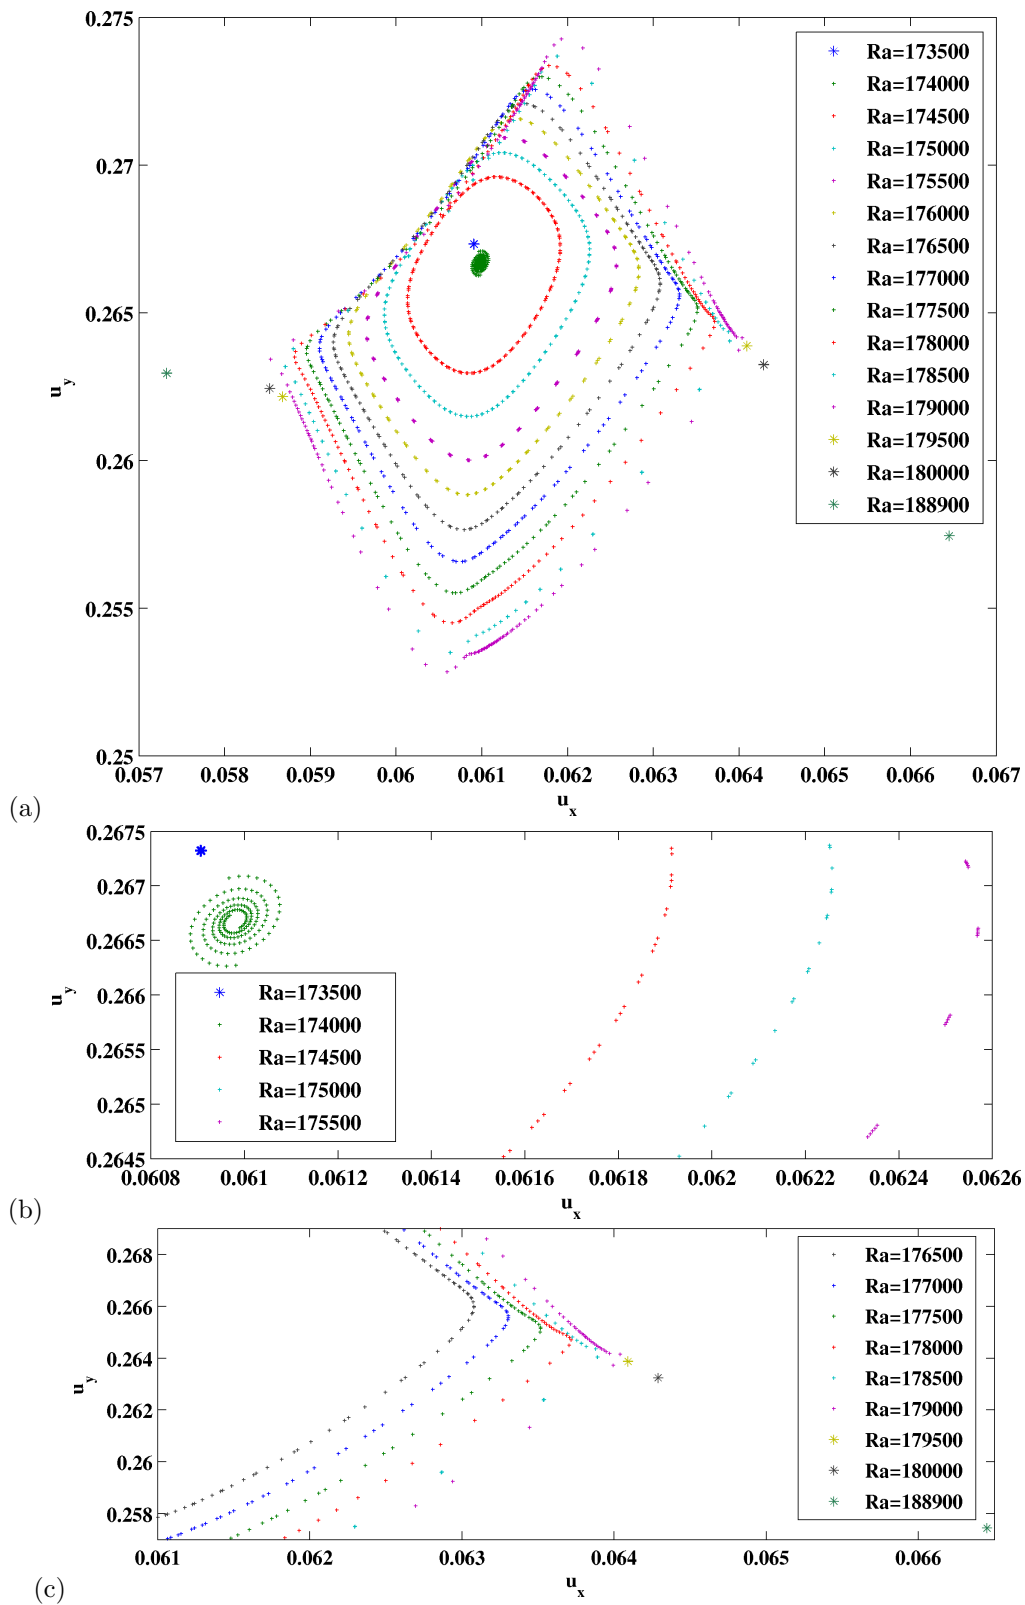 0.275
0.27
0.265
0.26
0.255
0.25
u_y
0.057 0.058 0.059 0.06 0.061 0.062 0.063 0.064 0.065 0.066 0.067
u_x
Ra=173500
Ra=174000
Ra=174500
Ra=175000
Ra=175500
Ra=176000
Ra=176500
Ra=177000
Ra=177500
Ra=178000
Ra=178500
Ra=179000
Ra=179500
Ra=180000
Ra=188900
(a)
0.2675
0.267
0.2665
0.266
0.2655
0.265
0.2645
u_y
Ra=173500
Ra=174000
Ra=174500
Ra=175000
Ra=175500
0.0608 0.061 0.0612 0.0614 0.0616 0.0618 0.062 0.0622 0.0624 0.0626
u_x
(b)
0.268
0.266
0.264
0.262
0.26
0.258
u_y
Ra=176500
Ra=177000
Ra=177500
Ra=178000
Ra=178500
Ra=179000
Ra=179500
Ra=180000
Ra=188900
0.061 0.062 0.063 0.064 0.065 0.066
u_x
(c)